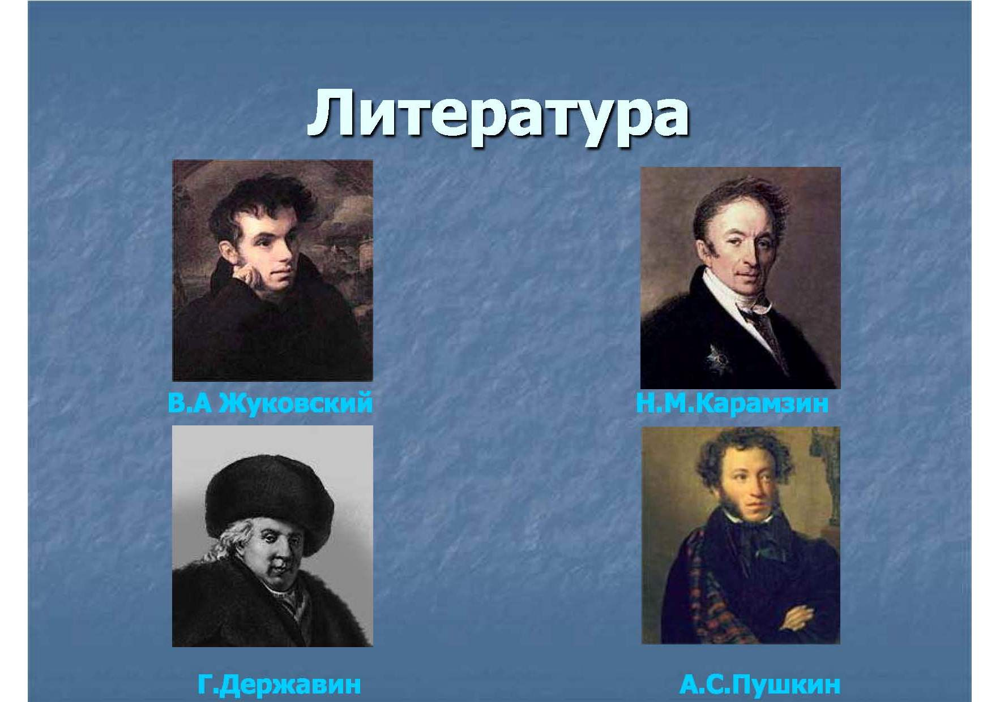 Литература
В.А Жуковский
Н.М.Карамзин
Г.Державин
А.С.Пушкин